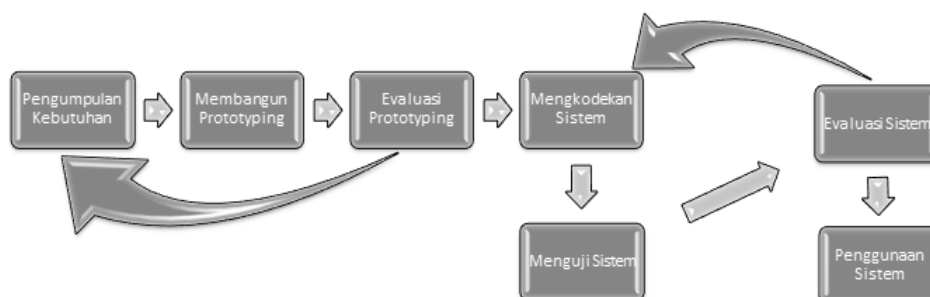 Pengumpulan
Kebutuhan
Membangun
Prototyping
Evaluasi
Prototyping
Mengkodekan
Sistem
Evaluasi Sistem
Menguji Sistem
Penggunaan
Sistem